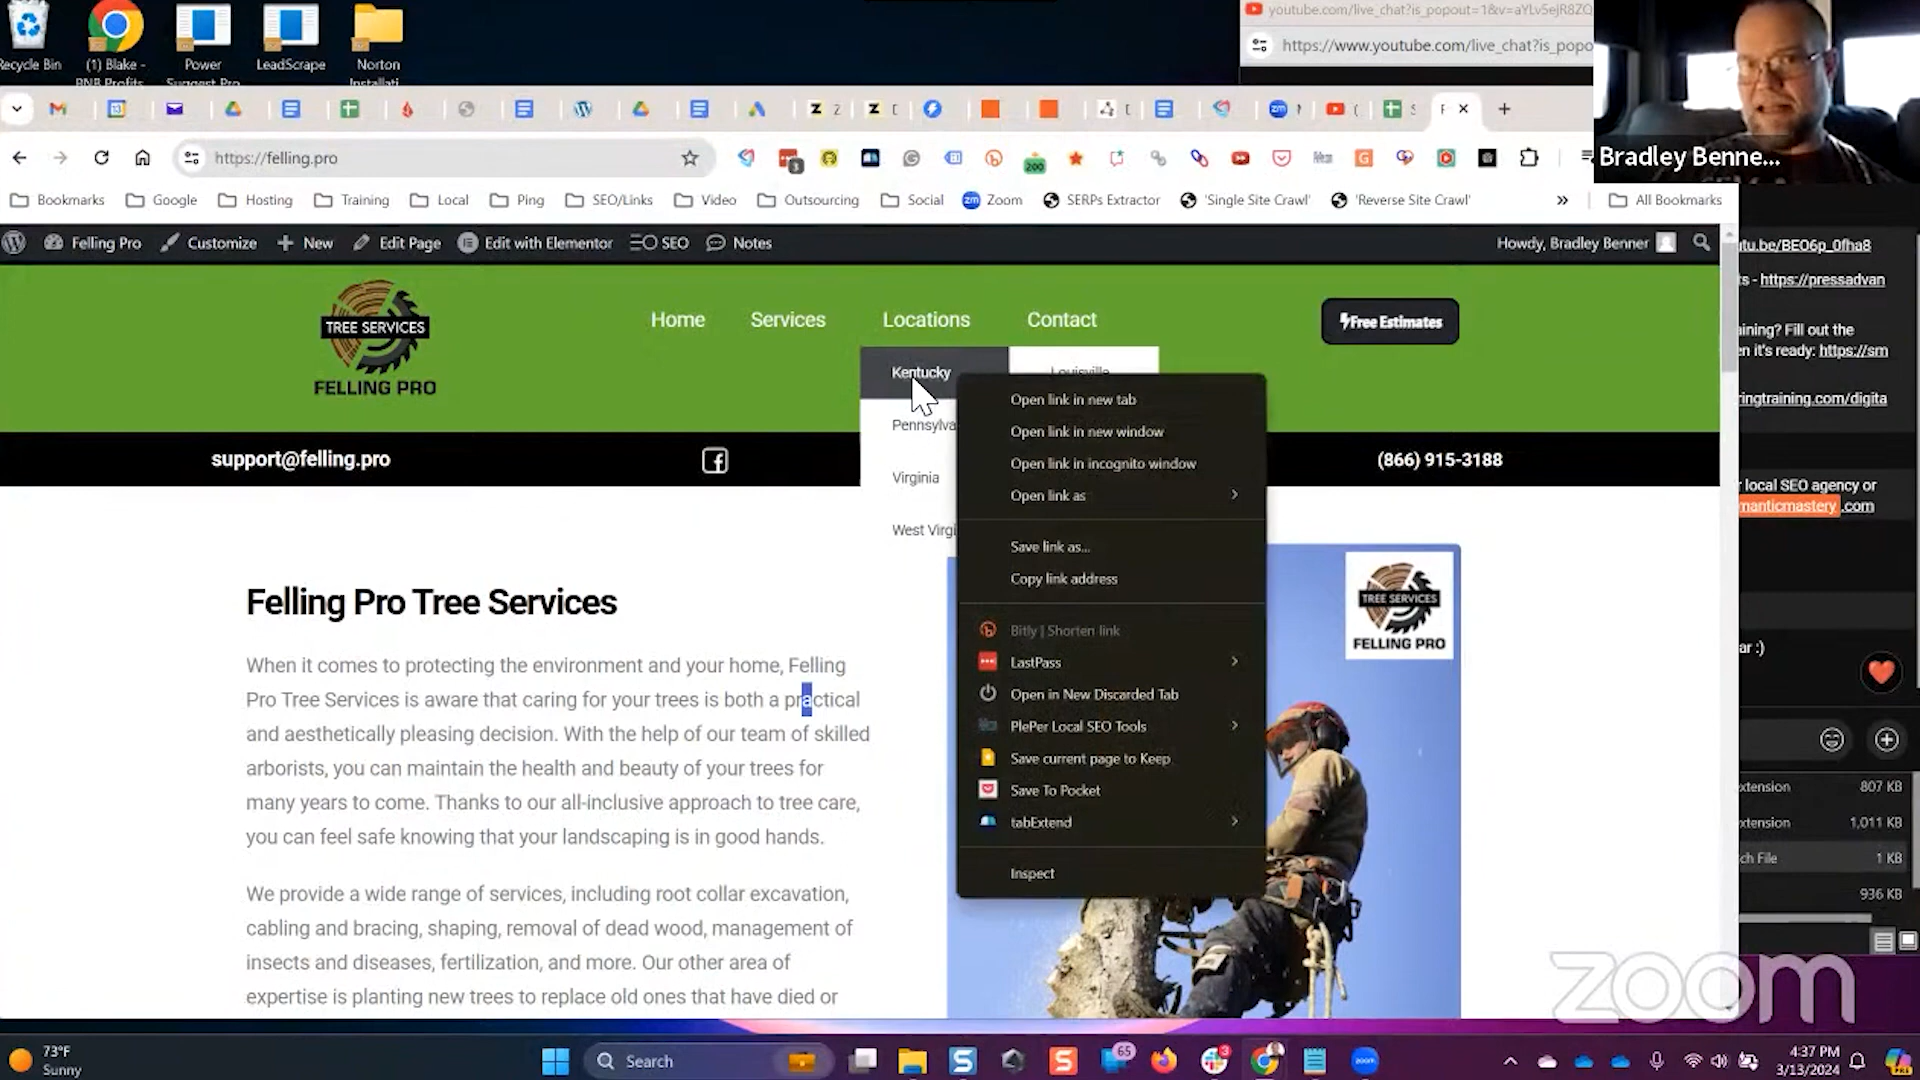 Recycle Bin
(1) Blake -
BNB Profits
Power
Suggest Pro
LeadScrape
Norton
Installati
youtube.com/live_chat?is_popout=1&v=aYLv5ejR8ZQ
https://www.youtube.com/live_chat?is_popo
Bradley Benne...
https://felling.pro
Bookmarks
Google
Hosting
Training
Local
Ping
SEO/Links
Video
Outsourcing
Social
Zoom
SERPs Extractor
'Single Site Crawl'
'Reverse Site Crawl'
All Bookmarks
Felling Pro
Customize
New
Edit Page
Edit with Elementor
SEO
Notes
Howdy, Bradley Benner
TREE SERVICES
FELLING PRO
Home
Services
Locations
Contact
Free Estimates
Kentucky
Louisville
Pennsylva
Virginia
West Virgi
support@felling.pro
(866) 915-3188
Open link in new tab
Open link in new window
Open link in incognito window
Open link as
Save link as...
Copy link address
Bitly | Shorten link
LastPass
Open in New Discarded Tab
PlePer Local SEO Tools
Save current page to Keep
Save To Pocket
tabExtend
Inspect
Felling Pro Tree Services
When it comes to protecting the environment and your home, Felling
Pro Tree Services is aware that caring for your trees is both a practical
and aesthetically pleasing decision. With the help of our team of skilled
arborists, you can maintain the health and beauty of your trees for
many years to come. Thanks to our all-inclusive approach to tree care,
you can feel safe knowing that your landscaping is in good hands.
We provide a wide range of services, including root collar excavation,
cabling and bracing, shaping, removal of dead wood, management of
insects and diseases, fertilization, and more. Our other area of
expertise is planting new trees to replace old ones that have died or
TREE SERVICES
FELLING PRO
utu.be/BEO6p_0fha8
ts - https://pressadvan
ining? Fill out the
en it's ready: https://sm
ringtraining.com/digita
r local SEO agency or
manticmastery.com
ar :)
xtension 807 KB
xtension 1,011 KB
ch File 1 KB
936 KB
zoom
73°F
Sunny
Search
65
3
4:37 PM
3/13/2024